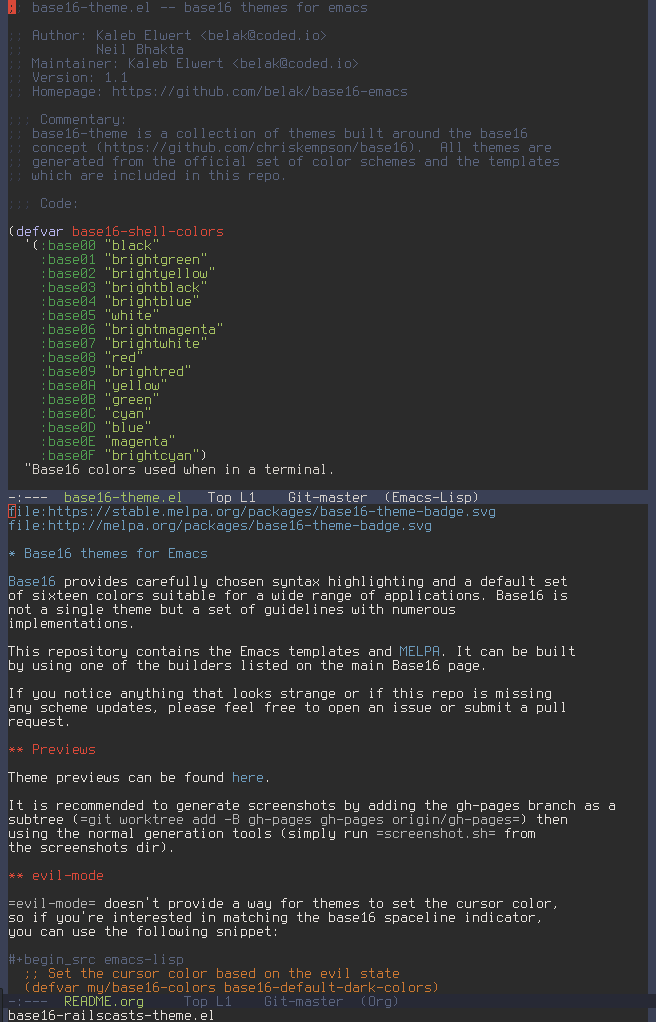 ;; base16-theme.el -- base16 themes for emacs
;; Author: Kaleb Elwert <belak@coded.io>
;;         Neil Bhakta
;; Maintainer: Kaleb Elwert <belak@coded.io>
;; Version: 1.1
;; Homepage: https://github.com/belak/base16-emacs
;;; Commentary:
;; base16-theme is a collection of themes built around the base16
;; concept (https://github.com/chriskempson/base16).  All themes are
;; generated from the official set of color schemes and the templates
;; which are included in this repo.
;;; Code:
(defvar base16-shell-colors
  '(:base00 "black"
    :base01 "brightgreen"
    :base02 "brightyellow"
    :base03 "brightblack"
    :base04 "brightblue"
    :base05 "white"
    :base06 "brightmagenta"
    :base07 "brightwhite"
    :base08 "red"
    :base09 "brightred"
    :base0A "yellow"
    :base0B "green"
    :base0C "cyan"
    :base0D "blue"
    :base0E "magenta"
    :base0F "brightcyan")
  "Base16 colors used when in a terminal.
-:---  base16-theme.el   Top L1    Git-master  (Emacs-Lisp)
file:https://stable.melpa.org/packages/base16-theme-badge.svg
file:http://melpa.org/packages/base16-theme-badge.svg
* Base16 themes for Emacs
Base16 provides carefully chosen syntax highlighting and a default set
of sixteen colors suitable for a wide range of applications. Base16 is
not a single theme but a set of guidelines with numerous
implementations.
This repository contains the Emacs templates and MELPA. It can be built
by using one of the builders listed on the main Base16 page.
If you notice anything that looks strange or if this repo is missing
any scheme updates, please feel free to open an issue or submit a pull
request.
** Previews
Theme previews can be found here.
It is recommended to generate screenshots by adding the gh-pages branch as a
subtree (=git worktree add -B gh-pages gh-pages origin/gh-pages=) then
using the normal generation tools (simply run =screenshot.sh= from
the screenshots dir).
** evil-mode
=evil-mode= doesn't provide a way for themes to set the cursor color,
so if you're interested in matching the base16 spaceline indicator,
you can use the following snippet:
#+begin_src emacs-lisp
  ;; Set the cursor color based on the evil state
  (defvar my/base16-colors base16-default-dark-colors)
-:---  README.org     Top L1    Git-master  (Org)
base16-railscasts-theme.el